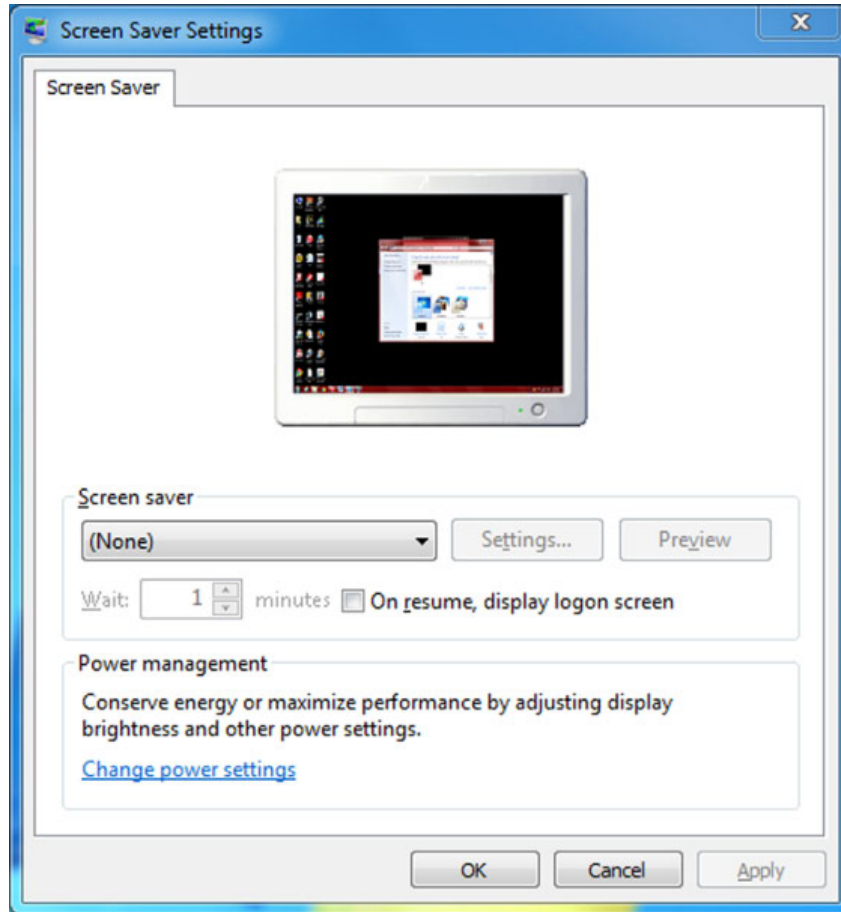 Screen Saver Settings
Screen Saver
Screen saver
(None)
Settings...
Preview
Wait: 1 minutes On resume, display logon screen
Power management
Conserve energy or maximize performance by adjusting display
brightness and other power settings.
Change power settings
OK Cancel Apply